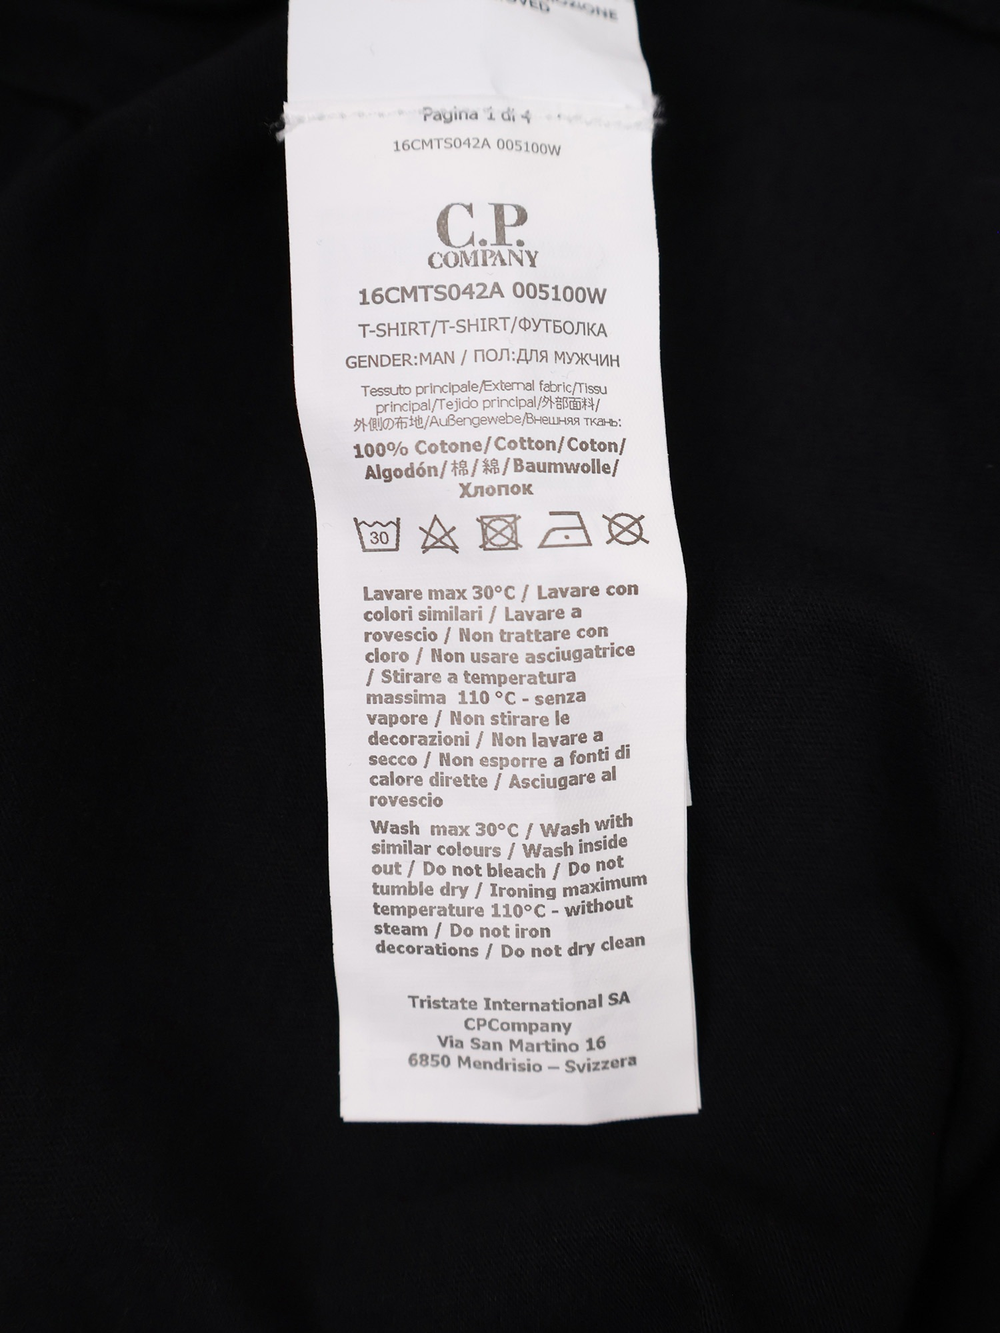 Pagina 1 di 4
16CMTS042A 005100W
C.P.
COMPANY
16CMTS042A 005100W
T-SHIRT/T-SHIRT/ФУТБОЛКА
GENDER:MAN / ПОЛ:ДЛЯ МУЖЧИН
Tessuto principale/External fabric/Tissu
principal/Tejido principal/外部面料/
外側の布地/Außengewebe/Внешняя ткань:
100% Cotone/Cotton/Coton/
Algodón/棉/綿/Baumwolle/
Хлопок
30
Lavare max 30°C / Lavare con
colori similari / Lavare a
rovescio / Non trattare con
cloro / Non usare asciugatrice
/ Stirare a temperatura
massima 110 °C - senza
vapore / Non stirare le
decorazioni / Non lavare a
secco / Non esporre a fonti di
calore dirette / Asciugare al
rovescio
Wash max 30°C / Wash with
similar colours / Wash inside
out / Do not bleach / Do not
tumble dry / Ironing maximum
temperature 110°C - without
steam / Do not iron
decorations / Do not dry clean
Tristate International SA
CPCompany
Via San Martino 16
6850 Mendrisio – Svizzera